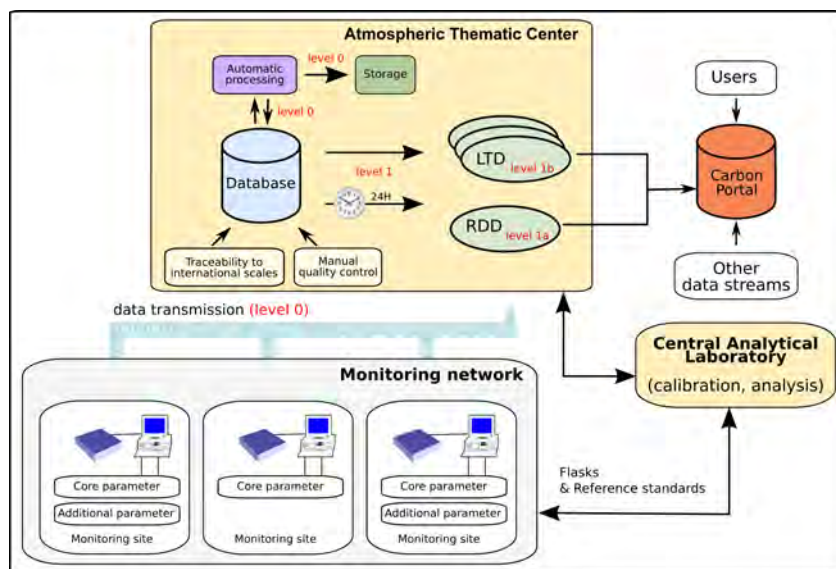 Atmospheric Thematic Center
Automatic
processing
level 0
Storage
level 0
Database
level 1
24H
LTD
level 1b
RDD
level 1a
Traceability to
international scales
Manual
quality control
Users
Carbon
Portal
Other
data streams
data transmission (level 0)
Central Analytical
Laboratory
(calibration, analysis)
Monitoring network
Core parameter
Additional parameter
Monitoring site
Core parameter
Monitoring site
Core parameter
Additional parameter
Monitoring site
Flasks
& Reference standards